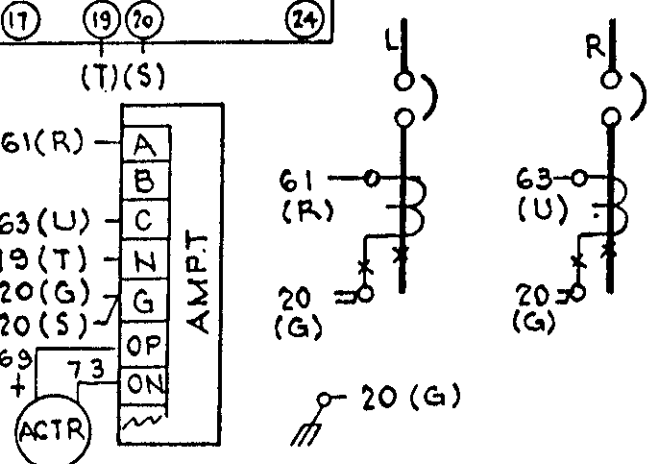 17 19 20 24
(T) (S)
L R
61(R) A
B
63(U) C
19(T) N
20(G) G
20(S)
AMP.T
69 OP
+ 73 ON
ACTR
61
(R)
63
(U)
20
(G)
20
(G)
20 (G)